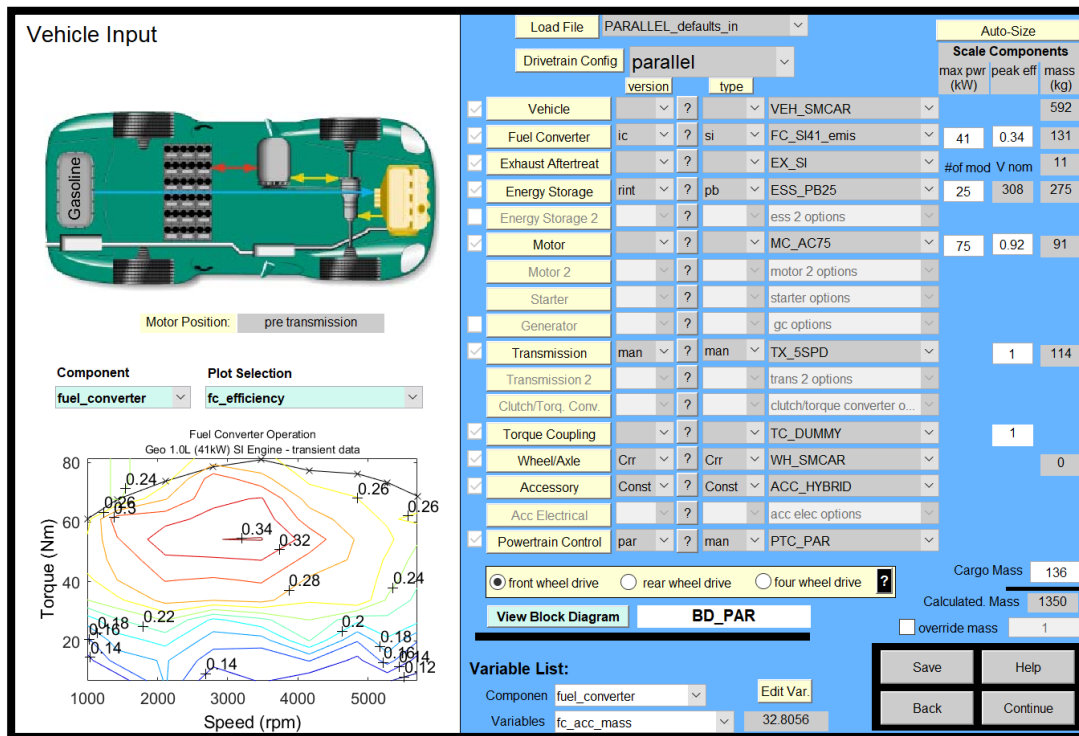 Vehicle Input
Gasoline
Motor Position: pre transmission
Component Plot Selection
fuel_converter fc_efficiency
Fuel Converter Operation
Geo 1.0L (41kW) SI Engine - transient data
80
60
40
20
Torque (Nm)
0.24
0.26
0.3
0.26
0.26
0.34
0.32
0.28
0.24
0.22
0.2
0.18
0.16
0.14
0.18
0.16
0.14
0.12
0.14
1000 2000 3000 4000 5000
Speed (rpm)
Load File PARALLEL_defaults_in
Auto-Size
Drivetrain Config parallel
Scale Components
version type
max pwr (kW) peak eff mass (kg)
Vehicle ? VEH_SMCAR 592
Fuel Converter ic ? si FC_SI41_emis 41 0.34 131
Exhaust Aftertreat ? EX_SI #of mod V nom 11
Energy Storage rint ? pb ESS_PB25 25 308 275
Energy Storage 2 ? ess 2 options
Motor ? MC_AC75 75 0.92 91
Motor 2 ? motor 2 options
Starter ? starter options
Generator ? gc options
Transmission man ? man TX_5SPD 1 114
Transmission 2 ? trans 2 options
Clutch/Torq. Conv. ? clutch/torque converter o...
Torque Coupling ? TC_DUMMY 1
Wheel/Axle Crr ? Crr WH_SMCAR 0
Accessory Const ? Const ACC_HYBRID
Acc Electrical ? acc elec options
Powertrain Control par ? man PTC_PAR
front wheel drive rear wheel drive four wheel drive ?
Cargo Mass 136
Calculated. Mass 1350
View Block Diagram BD_PAR
override mass 1
Variable List:
Componen fuel_converter Edit Var.
Variables fc_acc_mass 32.8056
Save Help
Back Continue